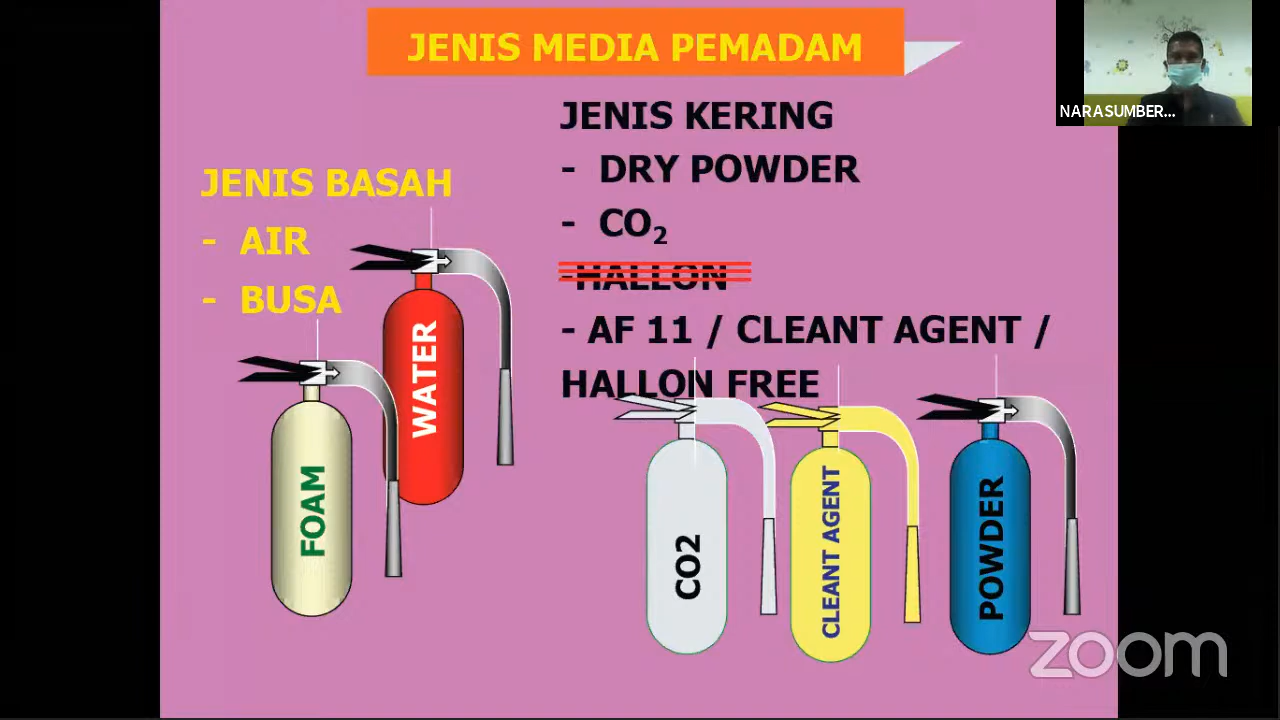 JENIS MEDIA PEMADAM
NARASUMBER...
JENIS KERING
- DRY POWDER
- CO2
-HALLON
- AF 11 / CLEANT AGENT /
HALLON FREE
JENIS BASAH
- AIR
- BUSA
WATER
FOAM
CO2
CLEANT AGENT
POWDER
zoom